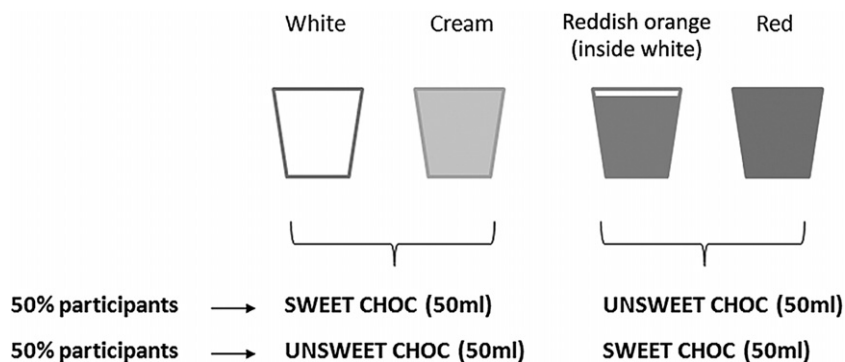 White
Cream
Reddish orange
(inside white)
Red
50% participants
SWEET CHOC (50ml)
UNSWEET CHOC (50ml)
50% participants
UNSWEET CHOC (50ml)
SWEET CHOC (50ml)